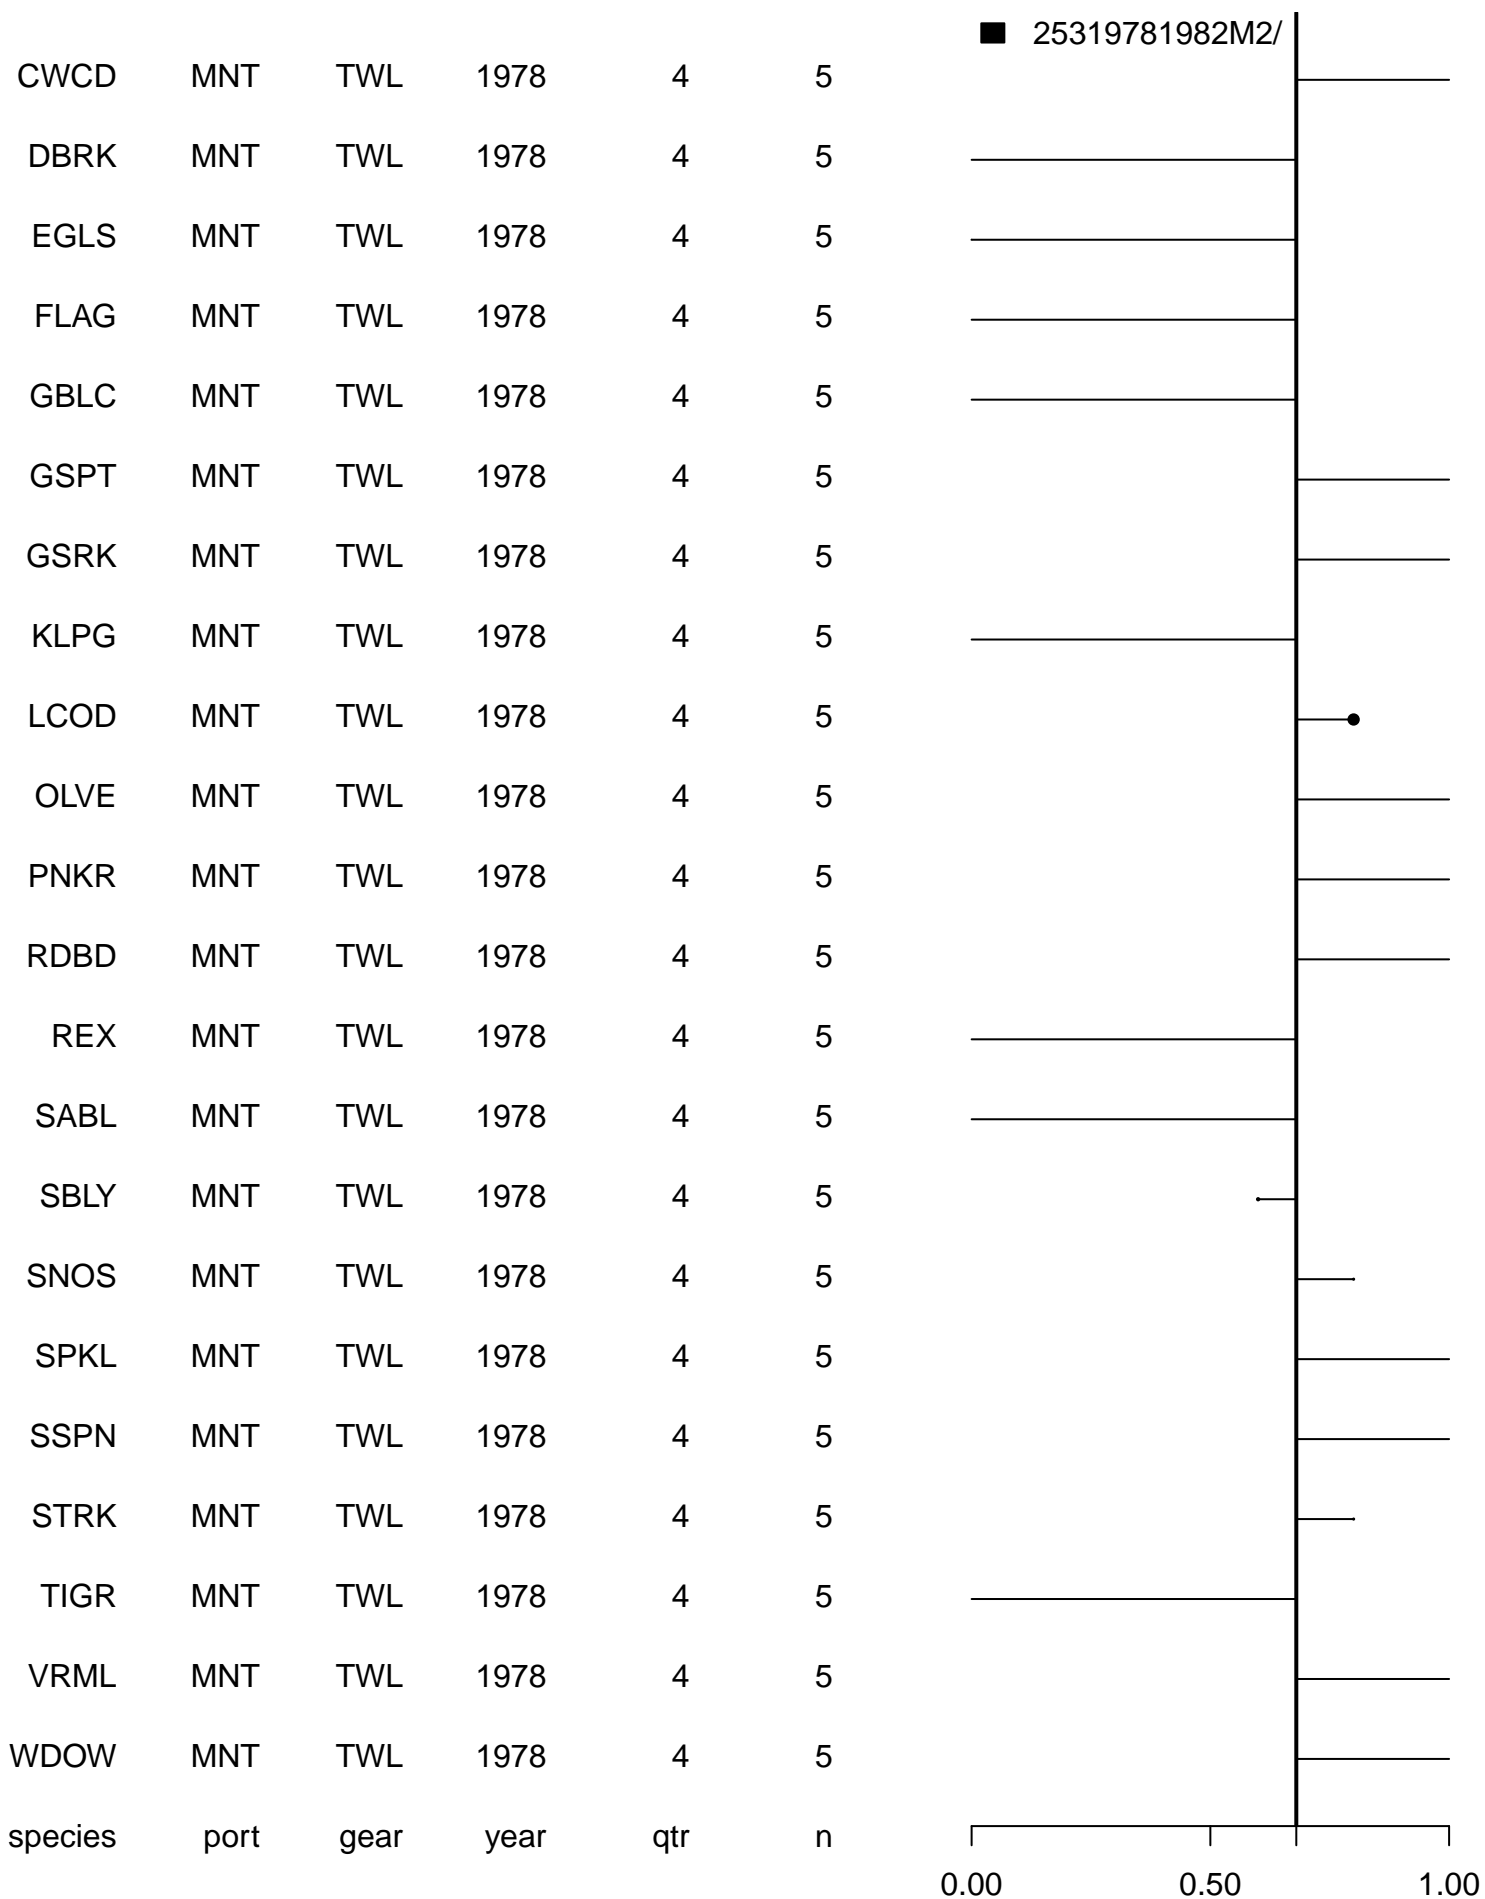 25319781982M2/
CWCD MNT TWL 1978 4 5
DBRK MNT TWL 1978 4 5
EGLS MNT TWL 1978 4 5
FLAG MNT TWL 1978 4 5
GBLC MNT TWL 1978 4 5
GSPT MNT TWL 1978 4 5
GSRK MNT TWL 1978 4 5
KLPG MNT TWL 1978 4 5
LCOD MNT TWL 1978 4 5
OLVE MNT TWL 1978 4 5
PNKR MNT TWL 1978 4 5
RDBD MNT TWL 1978 4 5
REX MNT TWL 1978 4 5
SABL MNT TWL 1978 4 5
SBLY MNT TWL 1978 4 5
SNOS MNT TWL 1978 4 5
SPKL MNT TWL 1978 4 5
SSPN MNT TWL 1978 4 5
STRK MNT TWL 1978 4 5
TIGR MNT TWL 1978 4 5
VRML MNT TWL 1978 4 5
WDOW MNT TWL 1978 4 5
species port gear year qtr n
0.00 0.50 1.00